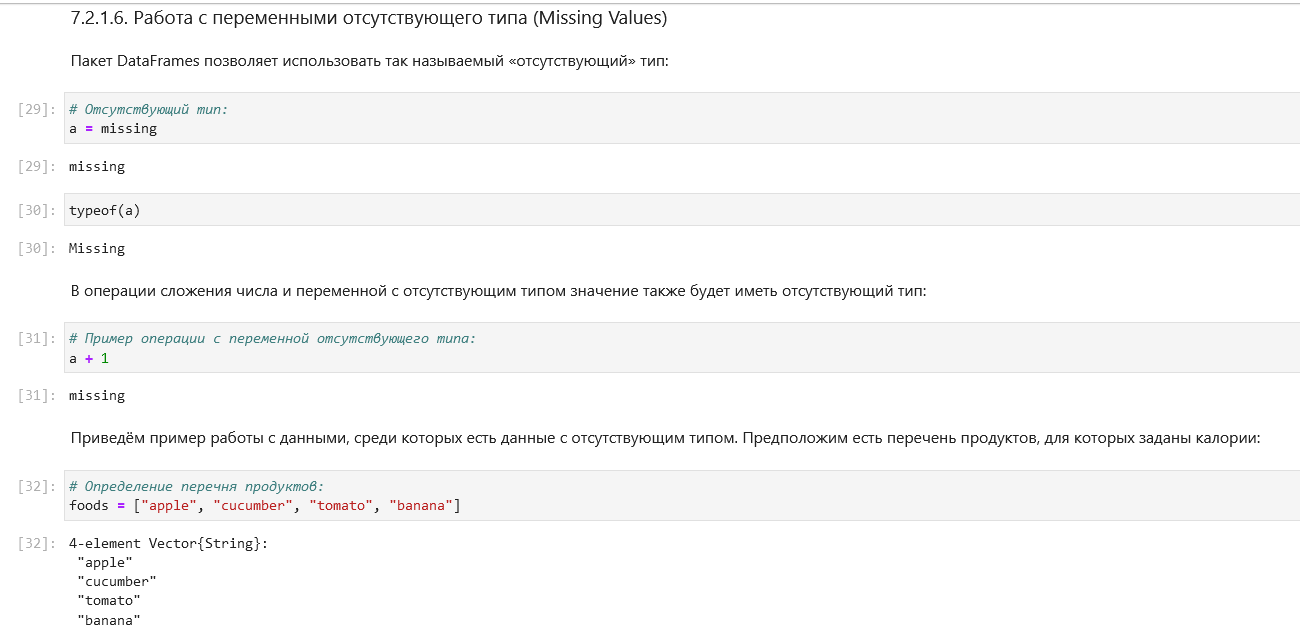 7.2.1.6. Работа с переменными отсутствующего типа (Missing Values)
Пакет DataFrames позволяет использовать так называемый «отсутствующий» тип:
[29]: # Отсутствующий тип:
a = missing
[29]: missing
[30]: typeof(a)
[30]: Missing
В операции сложения числа и переменной с отсутствующим типом значение также будет иметь отсутствующий тип:
[31]: # Пример операции с переменной отсутствующего типа:
a + 1
[31]: missing
Приведём пример работы с данными, среди которых есть данные с отсутствующим типом. Предположим есть перечень продуктов, для которых заданы калории:
[32]: # Определение перечня продуктов:
foods = ["apple", "cucumber", "tomato", "banana"]
[32]: 4-element Vector{String}:
"apple"
"cucumber"
"tomato"
"banana"